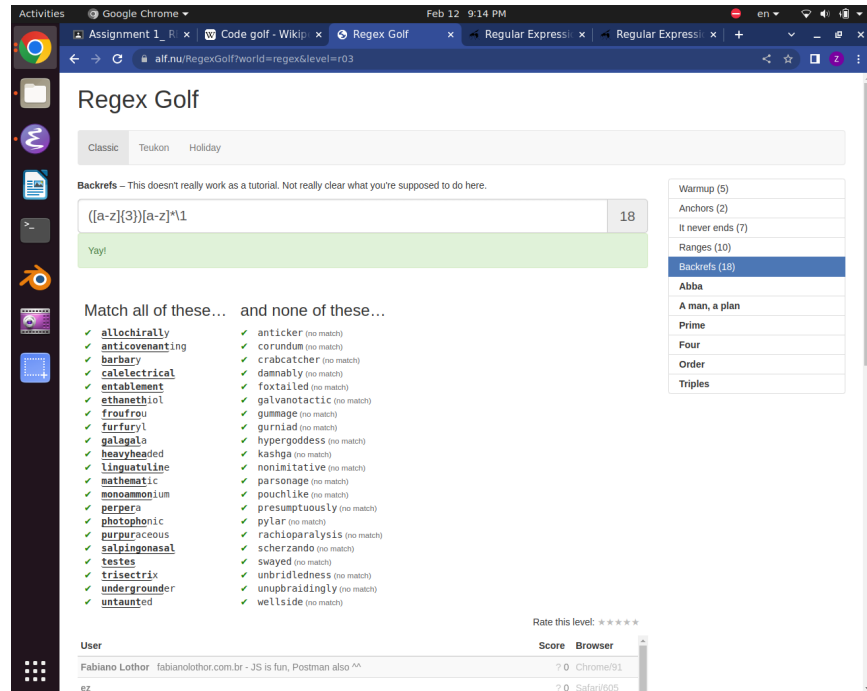 Activities Google Chrome Feb 12 9:14 PM en
Assignment 1_ R Code golf - Wikip Regex Golf Regular Expressi Regular Expressi
alf.nu/RegexGolf?world=regex&level=r03
Regex Golf
Classic Teukon Holiday
Backrefs – This doesn't really work as a tutorial. Not really clear what you're supposed to do here.
([a-z]{3})[a-z]*\1 18
Yay!
Warmup (5)
Anchors (2)
It never ends (7)
Ranges (10)
Backrefs (18)
Abba
A man, a plan
Prime
Four
Order
Triples
Match all of these… and none of these…
allochirally anticker (no match)
anticovenanting corundum (no match)
barbary crabcatcher (no match)
calelectrical damnably (no match)
entablement foxtailed (no match)
ethanethiol galvanotactic (no match)
froufrou gummage (no match)
furfuryl gurniad (no match)
galagala hypergoddess (no match)
heavyheaded kashga (no match)
linguatuline nonimitative (no match)
mathematic parsonage (no match)
monoammonium pouchlike (no match)
perpera presumptuously (no match)
photophonic pylar (no match)
purpuraceous rachioparalysis (no match)
salpingonasal scherzando (no match)
testes swayed (no match)
trisectrix unbridledness (no match)
undergrounder unupbraidingly (no match)
untaunted wellside (no match)
Rate this level: ★★★★★
User Score Browser
Fabiano Lothor fabianolothor.com.br - JS is fun, Postman also ^^ ? 0 Chrome/91
ez ? 0 Safari/605